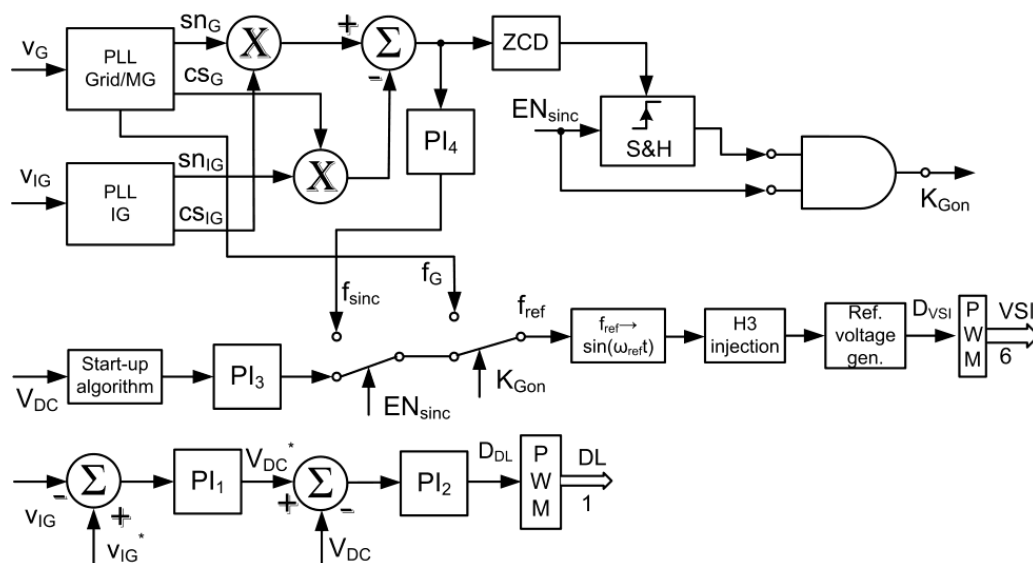 v_G
PLL
Grid/MG
sn_G
cs_G
X
+
Σ
-
ZCD
EN_sinc
S&H
K_Gon
PI_4
v_IG
PLL
IG
sn_IG
cs_IG
X
f_sinc
f_G
V_DC
Start-up
algorithm
PI_3
EN_sinc
K_Gon
f_ref
f_ref→
sin(ω_ref t)
H3
injection
Ref.
voltage
gen.
D_VSI
P
W
M
VSI
6
v_IG
-
Σ
+
v_IG*
PI_1
V_DC*
+
Σ
-
V_DC
PI_2
D_DL
P
W
M
DL
1